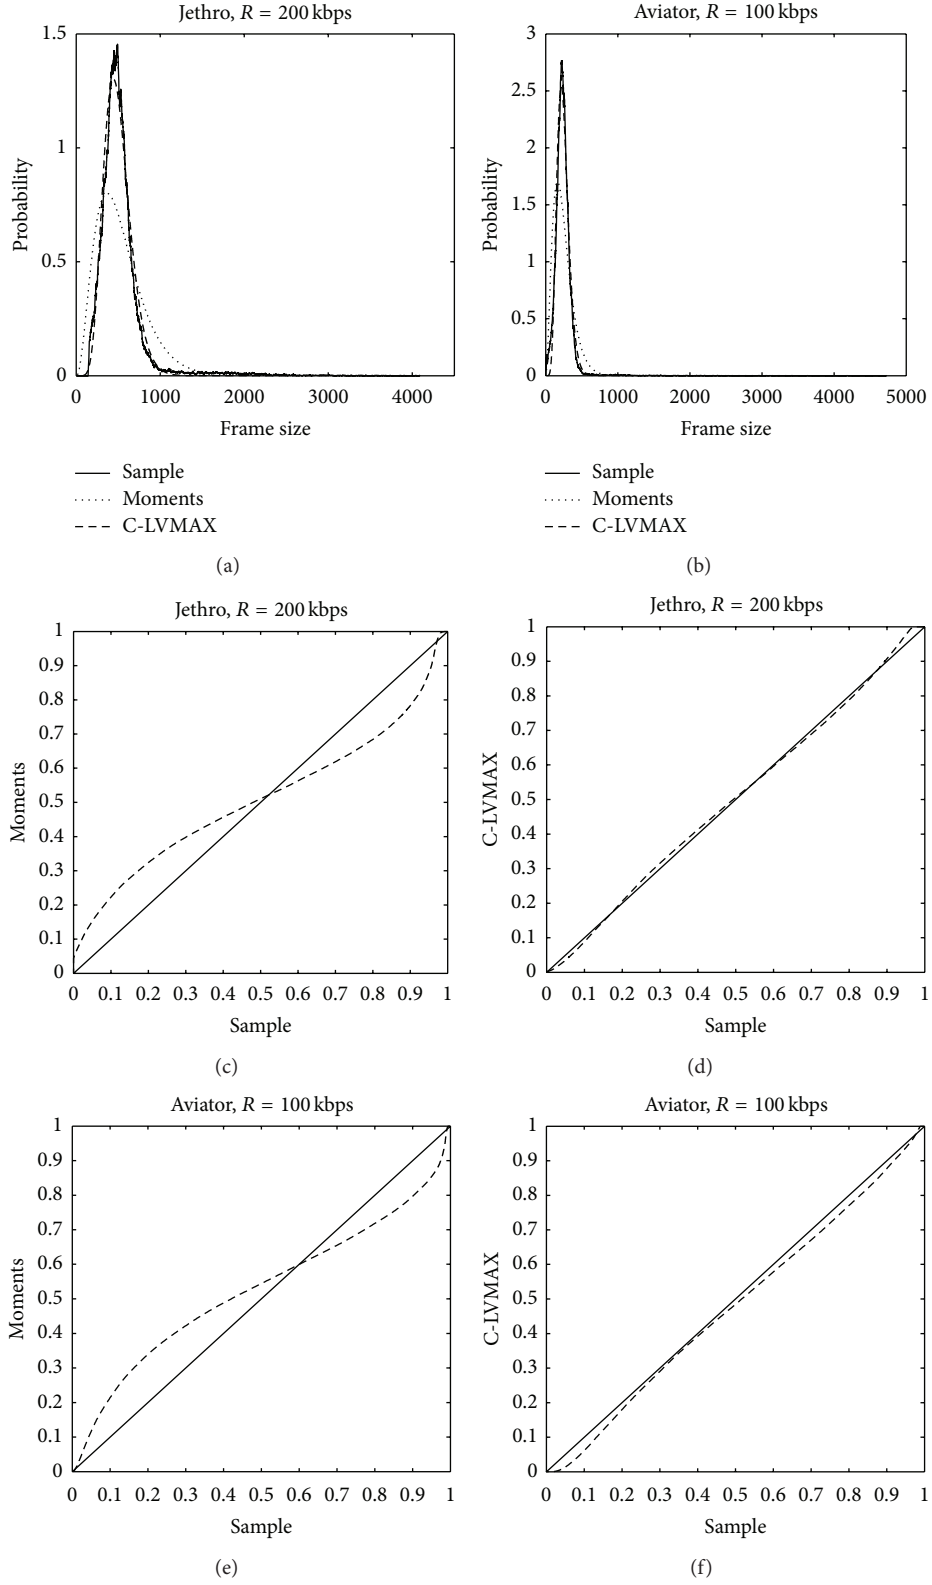 Jethro, R = 200 kbps
1.5
1
0.5
0
Probability
0 1000 2000 3000 4000
Frame size
Sample
Moments
C-LVMAX
(a)
Aviator, R = 100 kbps
3
2.5
2
1.5
1
0.5
0
Probability
0 1000 2000 3000 4000 5000
Frame size
Sample
Moments
C-LVMAX
(b)
Jethro, R = 200 kbps
1
0.9
0.8
0.7
0.6
0.5
0.4
0.3
0.2
0.1
0
Moments
0 0.1 0.2 0.3 0.4 0.5 0.6 0.7 0.8 0.9 1
Sample
(c)
Jethro, R = 200 kbps
1
0.9
0.8
0.7
0.6
0.5
0.4
0.3
0.2
0.1
0
C-LVMAX
0 0.1 0.2 0.3 0.4 0.5 0.6 0.7 0.8 0.9 1
Sample
(d)
Aviator, R = 100 kbps
1
0.9
0.8
0.7
0.6
0.5
0.4
0.3
0.2
0.1
0
Moments
0 0.1 0.2 0.3 0.4 0.5 0.6 0.7 0.8 0.9 1
Sample
(e)
Aviator, R = 100 kbps
1
0.9
0.8
0.7
0.6
0.5
0.4
0.3
0.2
0.1
0
C-LVMAX
0 0.1 0.2 0.3 0.4 0.5 0.6 0.7 0.8 0.9 1
Sample
(f)